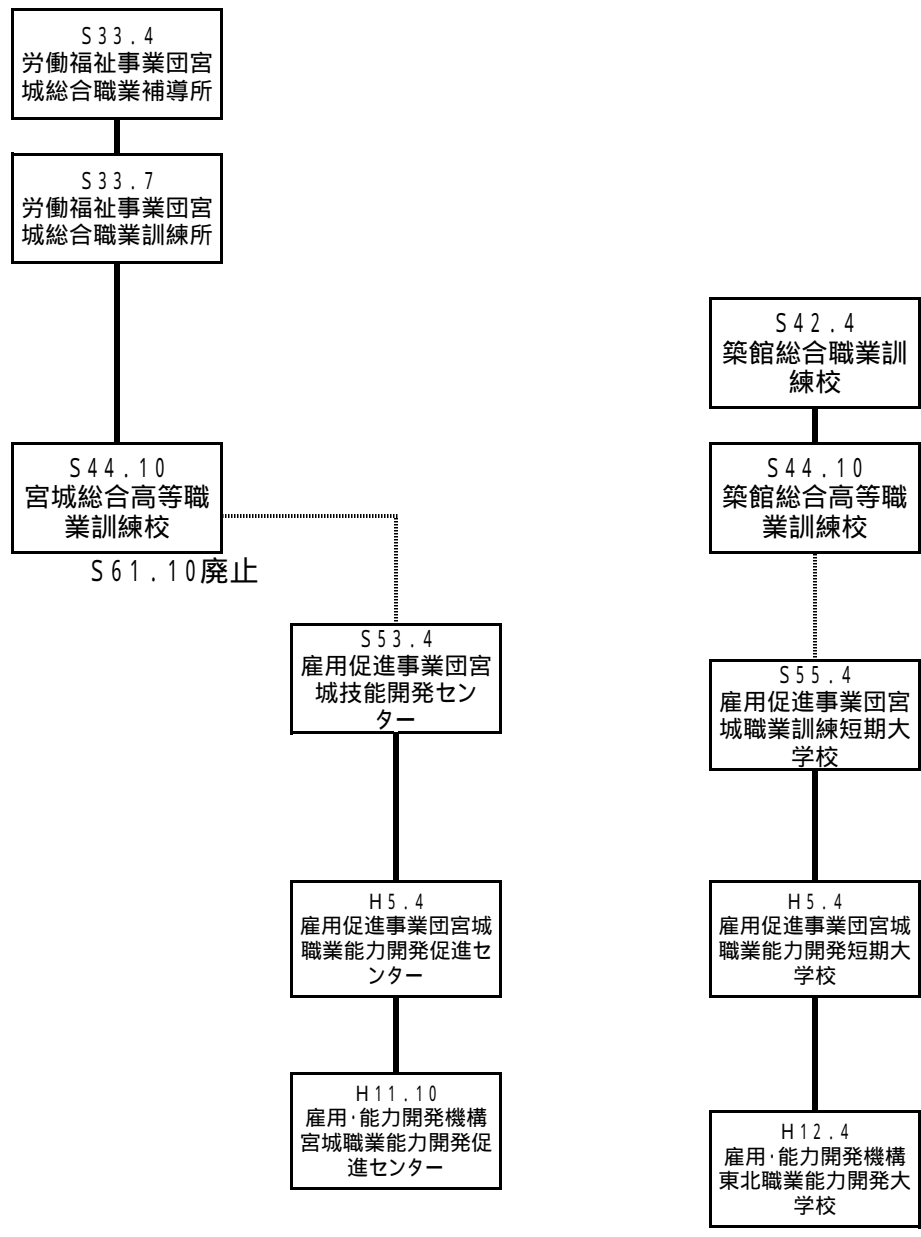 S33.4
労働福祉事業団宮
城総合職業補導所
S33.7
労働福祉事業団宮
城総合職業訓練所
S44.10
宮城総合高等職
業訓練校
S61.10廃止
S53.4
雇用促進事業団宮
城技能開発セン
ター
H5.4
雇用促進事業団宮城
職業能力開発促進セ
ンター
H11.10
雇用・能力開発機構
宮城職業能力開発促
進センター
S42.4
築館総合職業訓
練校
S44.10
築館総合高等職
業訓練校
S55.4
雇用促進事業団宮
城職業訓練短期大
学校
H5.4
雇用促進事業団宮城
職業能力開発短期大
学校
H12.4
雇用・能力開発機構
東北職業能力開発大
学校